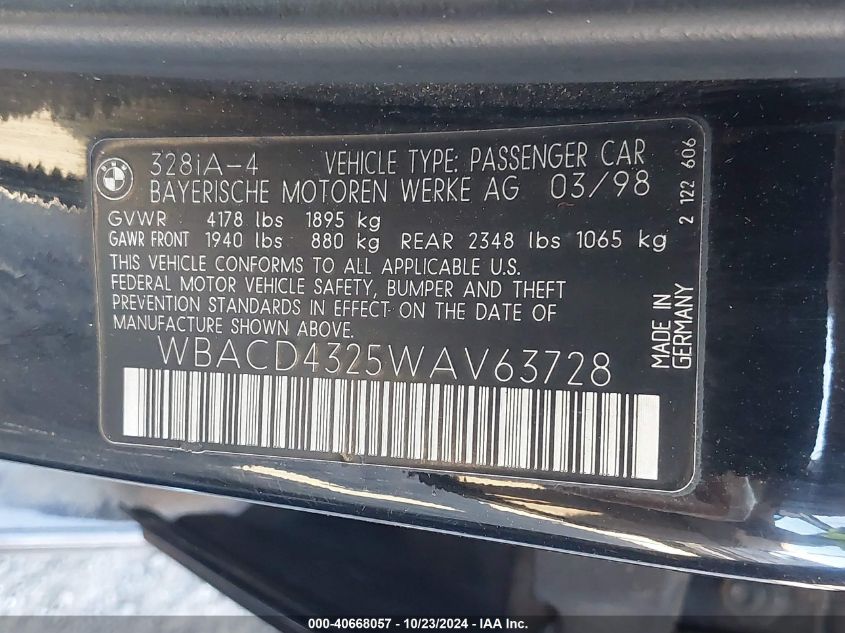 BMW
328iA-4 VEHICLE TYPE: PASSENGER CAR
BAYERISCHE MOTOREN WERKE AG 03/98
GVWR 4178 lbs 1895 kg
GAWR FRONT 1940 lbs 880 kg REAR 2348 lbs 1065 kg
THIS VEHICLE CONFORMS TO ALL APPLICABLE U.S.
FEDERAL MOTOR VEHICLE SAFETY, BUMPER AND THEFT
PREVENTION STANDARDS IN EFFECT ON THE DATE OF
MANUFACTURE SHOWN ABOVE.
WBACD4325WAV63728
2 122 606
MADE IN
GERMANY
000-40668057 - 10/23/2024 - IAA Inc.